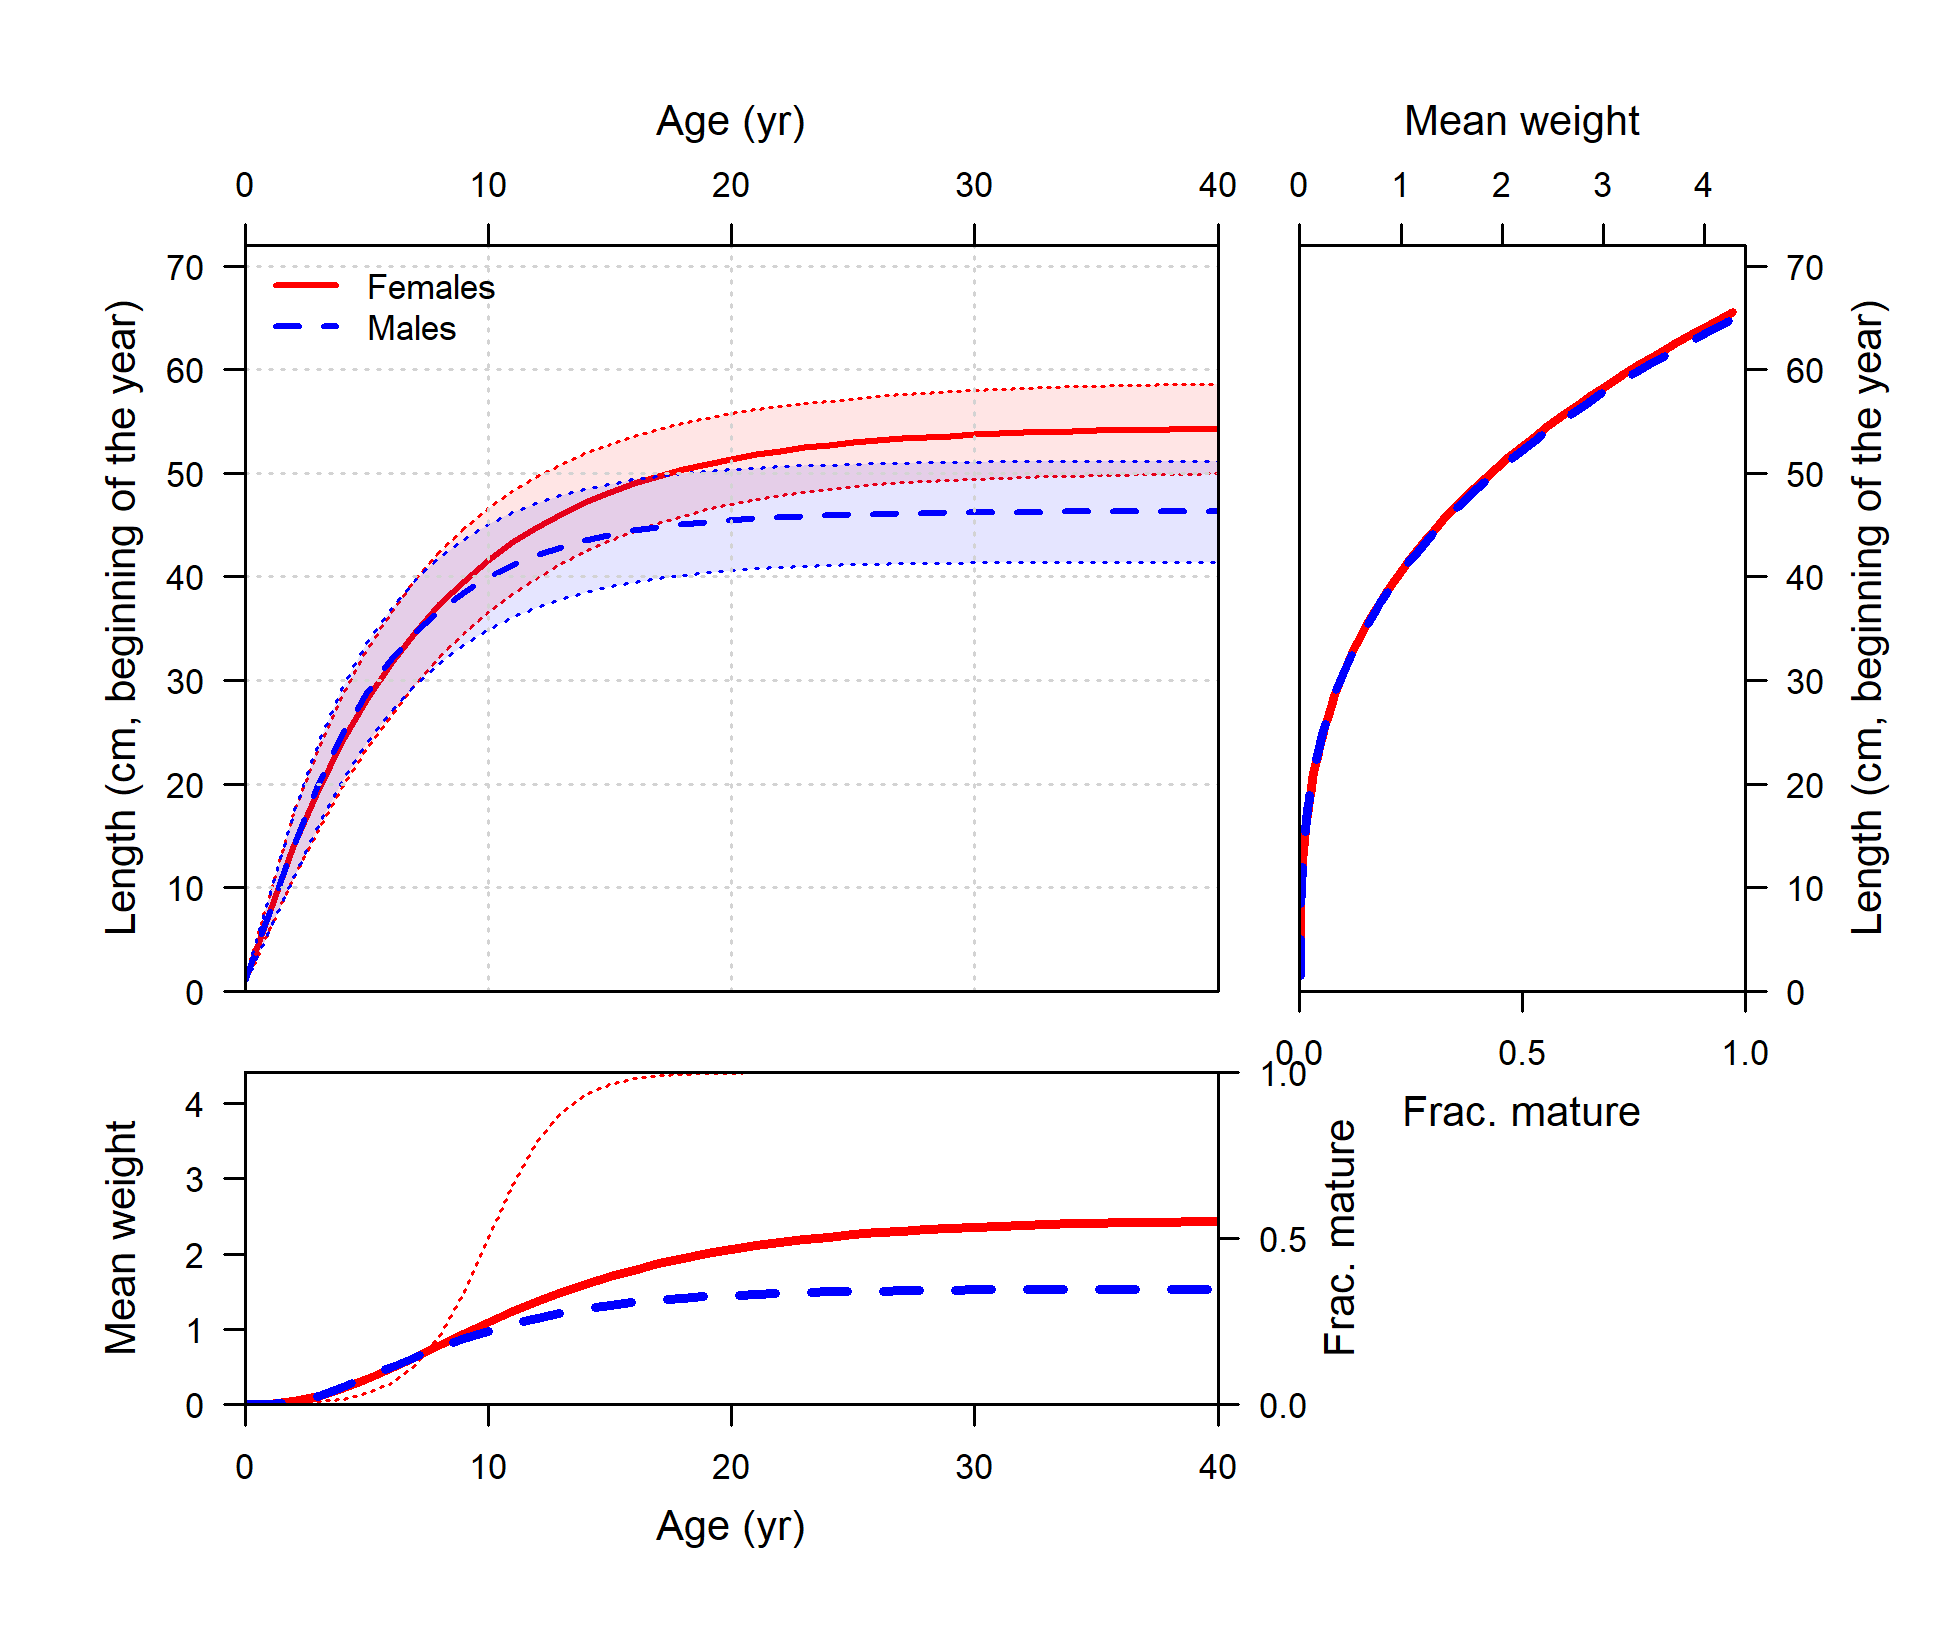 Age (yr)
0 10 20 30 40
Mean weight
0 1 2 3 4
Length (cm, beginning of the year)
70
60
50
40
30
20
10
0
Females
Males
70
60
50
40
30
20
10
0
Length (cm, beginning of the year)
0.0 0.5 1.0
Frac. mature
Mean weight
4
3
2
1
0
1.0
0.5
0.0
Frac. mature
0 10 20 30 40
Age (yr)